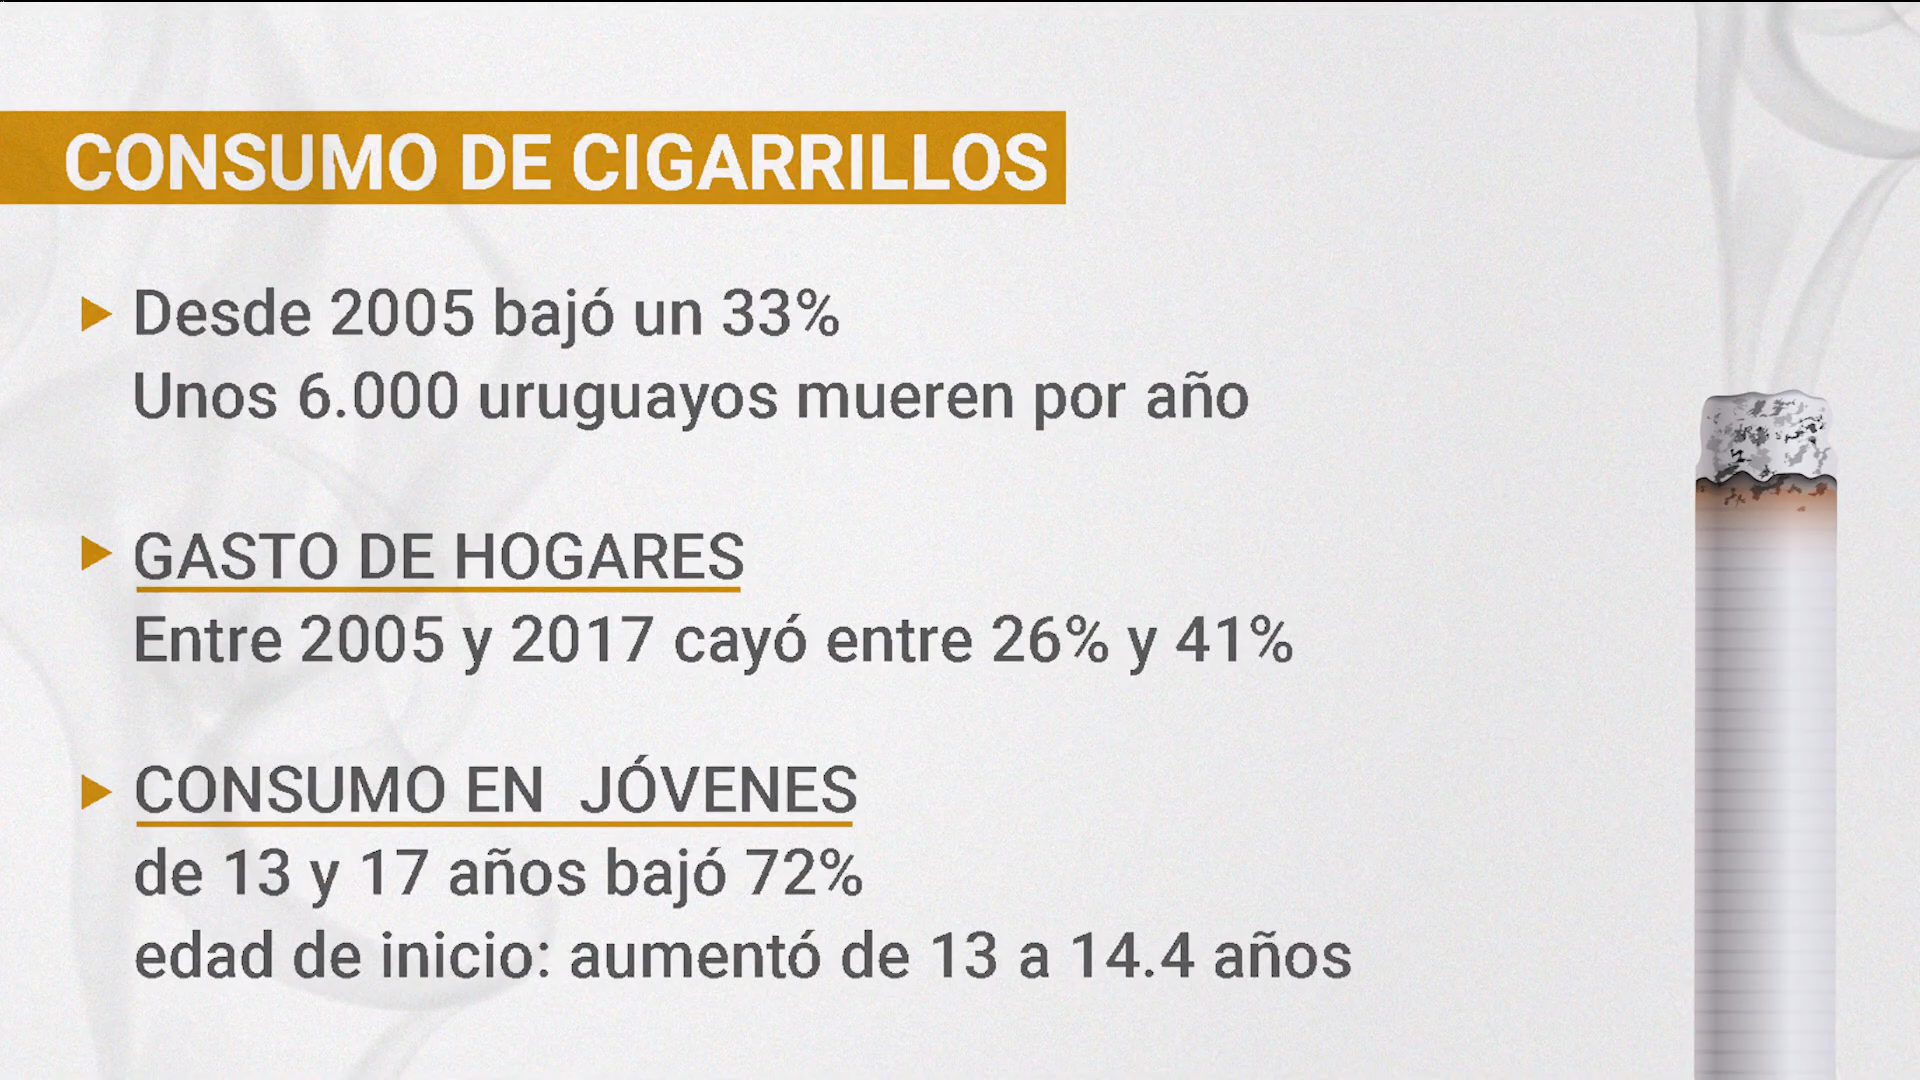 CONSUMO DE CIGARRILLOS
Desde 2005 bajó un 33%
Unos 6.000 uruguayos mueren por año
GASTO DE HOGARES
Entre 2005 y 2017 cayó entre 26% y 41%
CONSUMO EN JÓVENES
de 13 y 17 años bajó 72%
edad de inicio: aumentó de 13 a 14.4 años